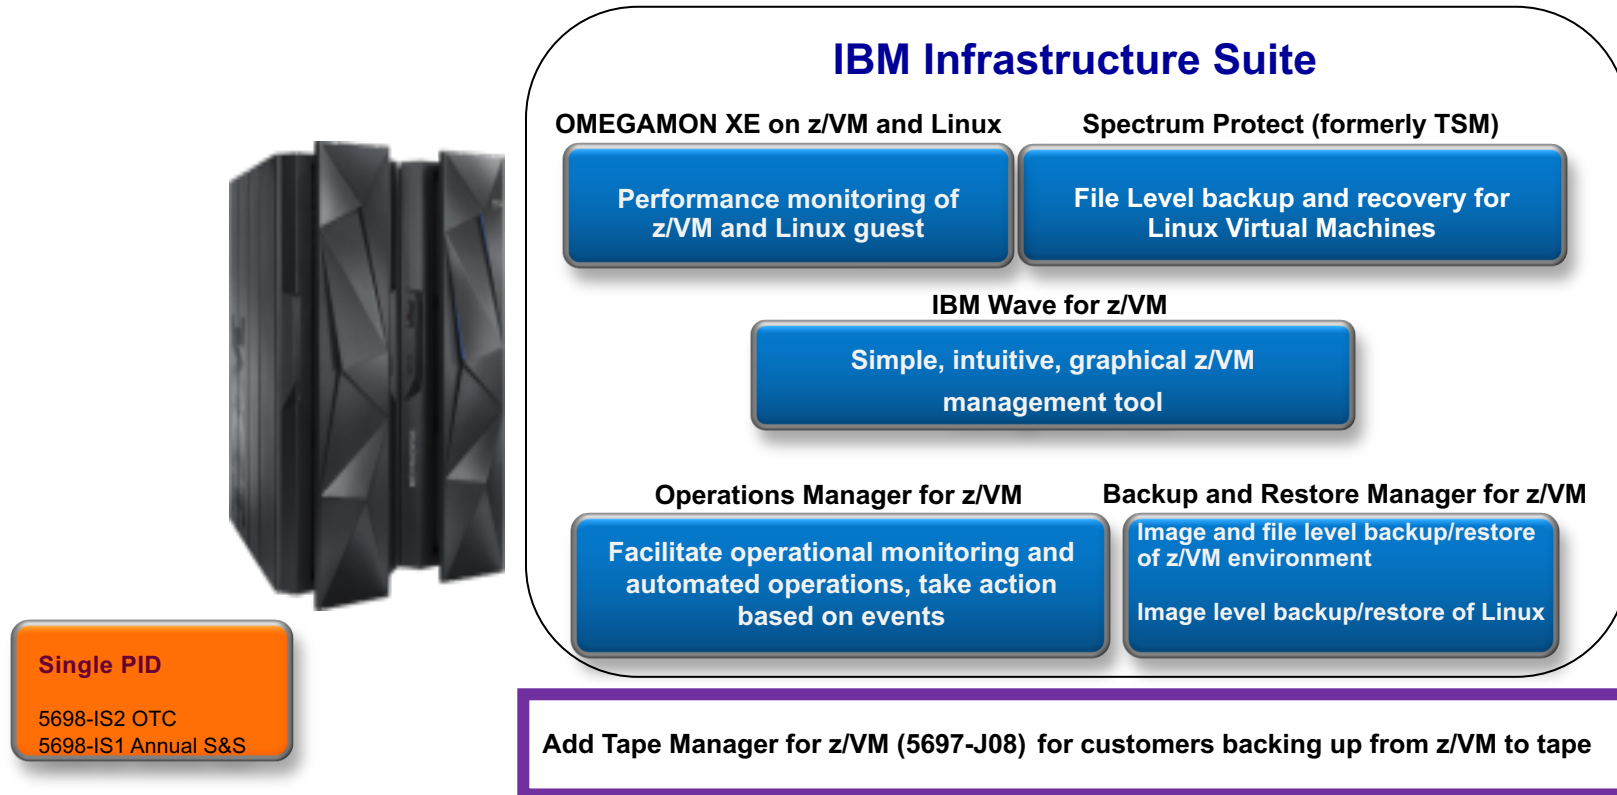 IBM Infrastructure Suite
OMEGAMON XE on z/VM and Linux
Performance monitoring of
z/VM and Linux guest
Spectrum Protect (formerly TSM)
File Level backup and recovery for
Linux Virtual Machines
IBM Wave for z/VM
Simple, intuitive, graphical z/VM
management tool
Operations Manager for z/VM
Facilitate operational monitoring and
automated operations, take action
based on events
Backup and Restore Manager for z/VM
Image and file level backup/restore
of z/VM environment
Image level backup/restore of Linux
Single PID
5698-IS2 OTC
5698-IS1 Annual S&S
Add Tape Manager for z/VM (5697-J08) for customers backing up from z/VM to tape